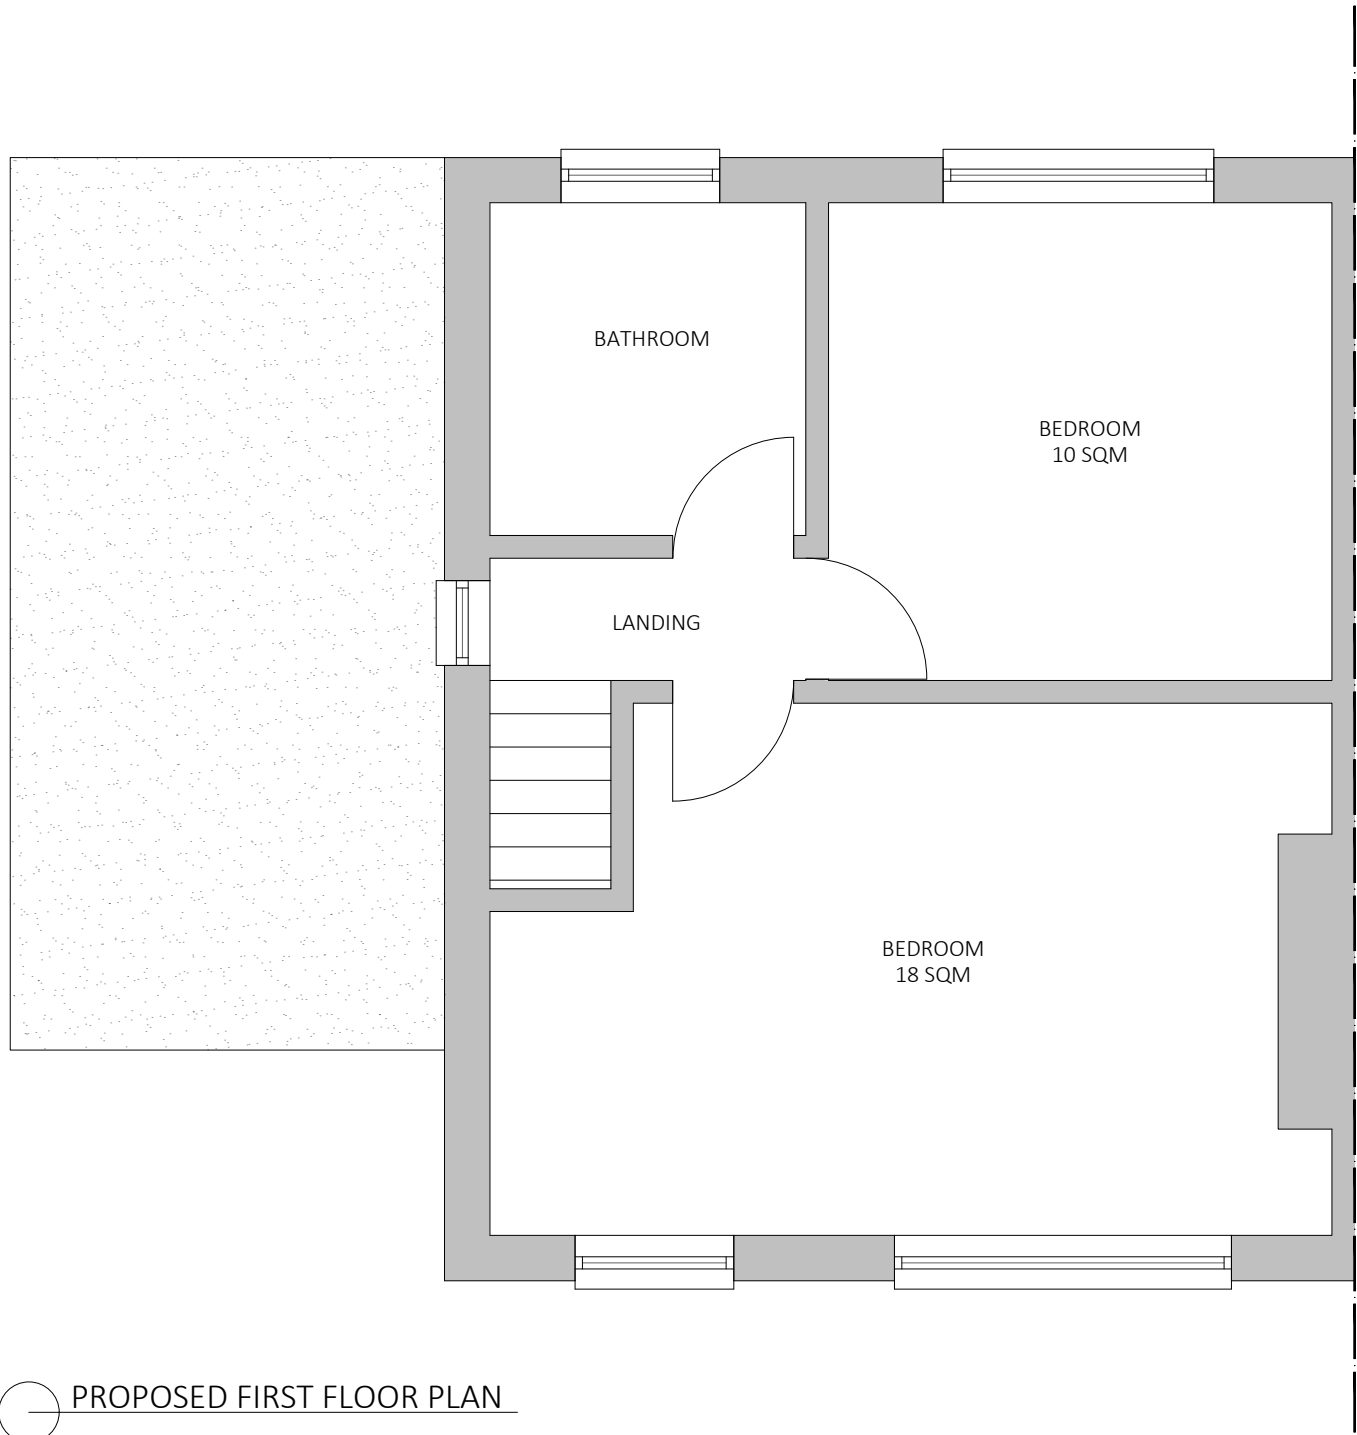 BATHROOM
BEDROOM
10 SQM
LANDING
BEDROOM
18 SQM
PROPOSED FIRST FLOOR PLAN